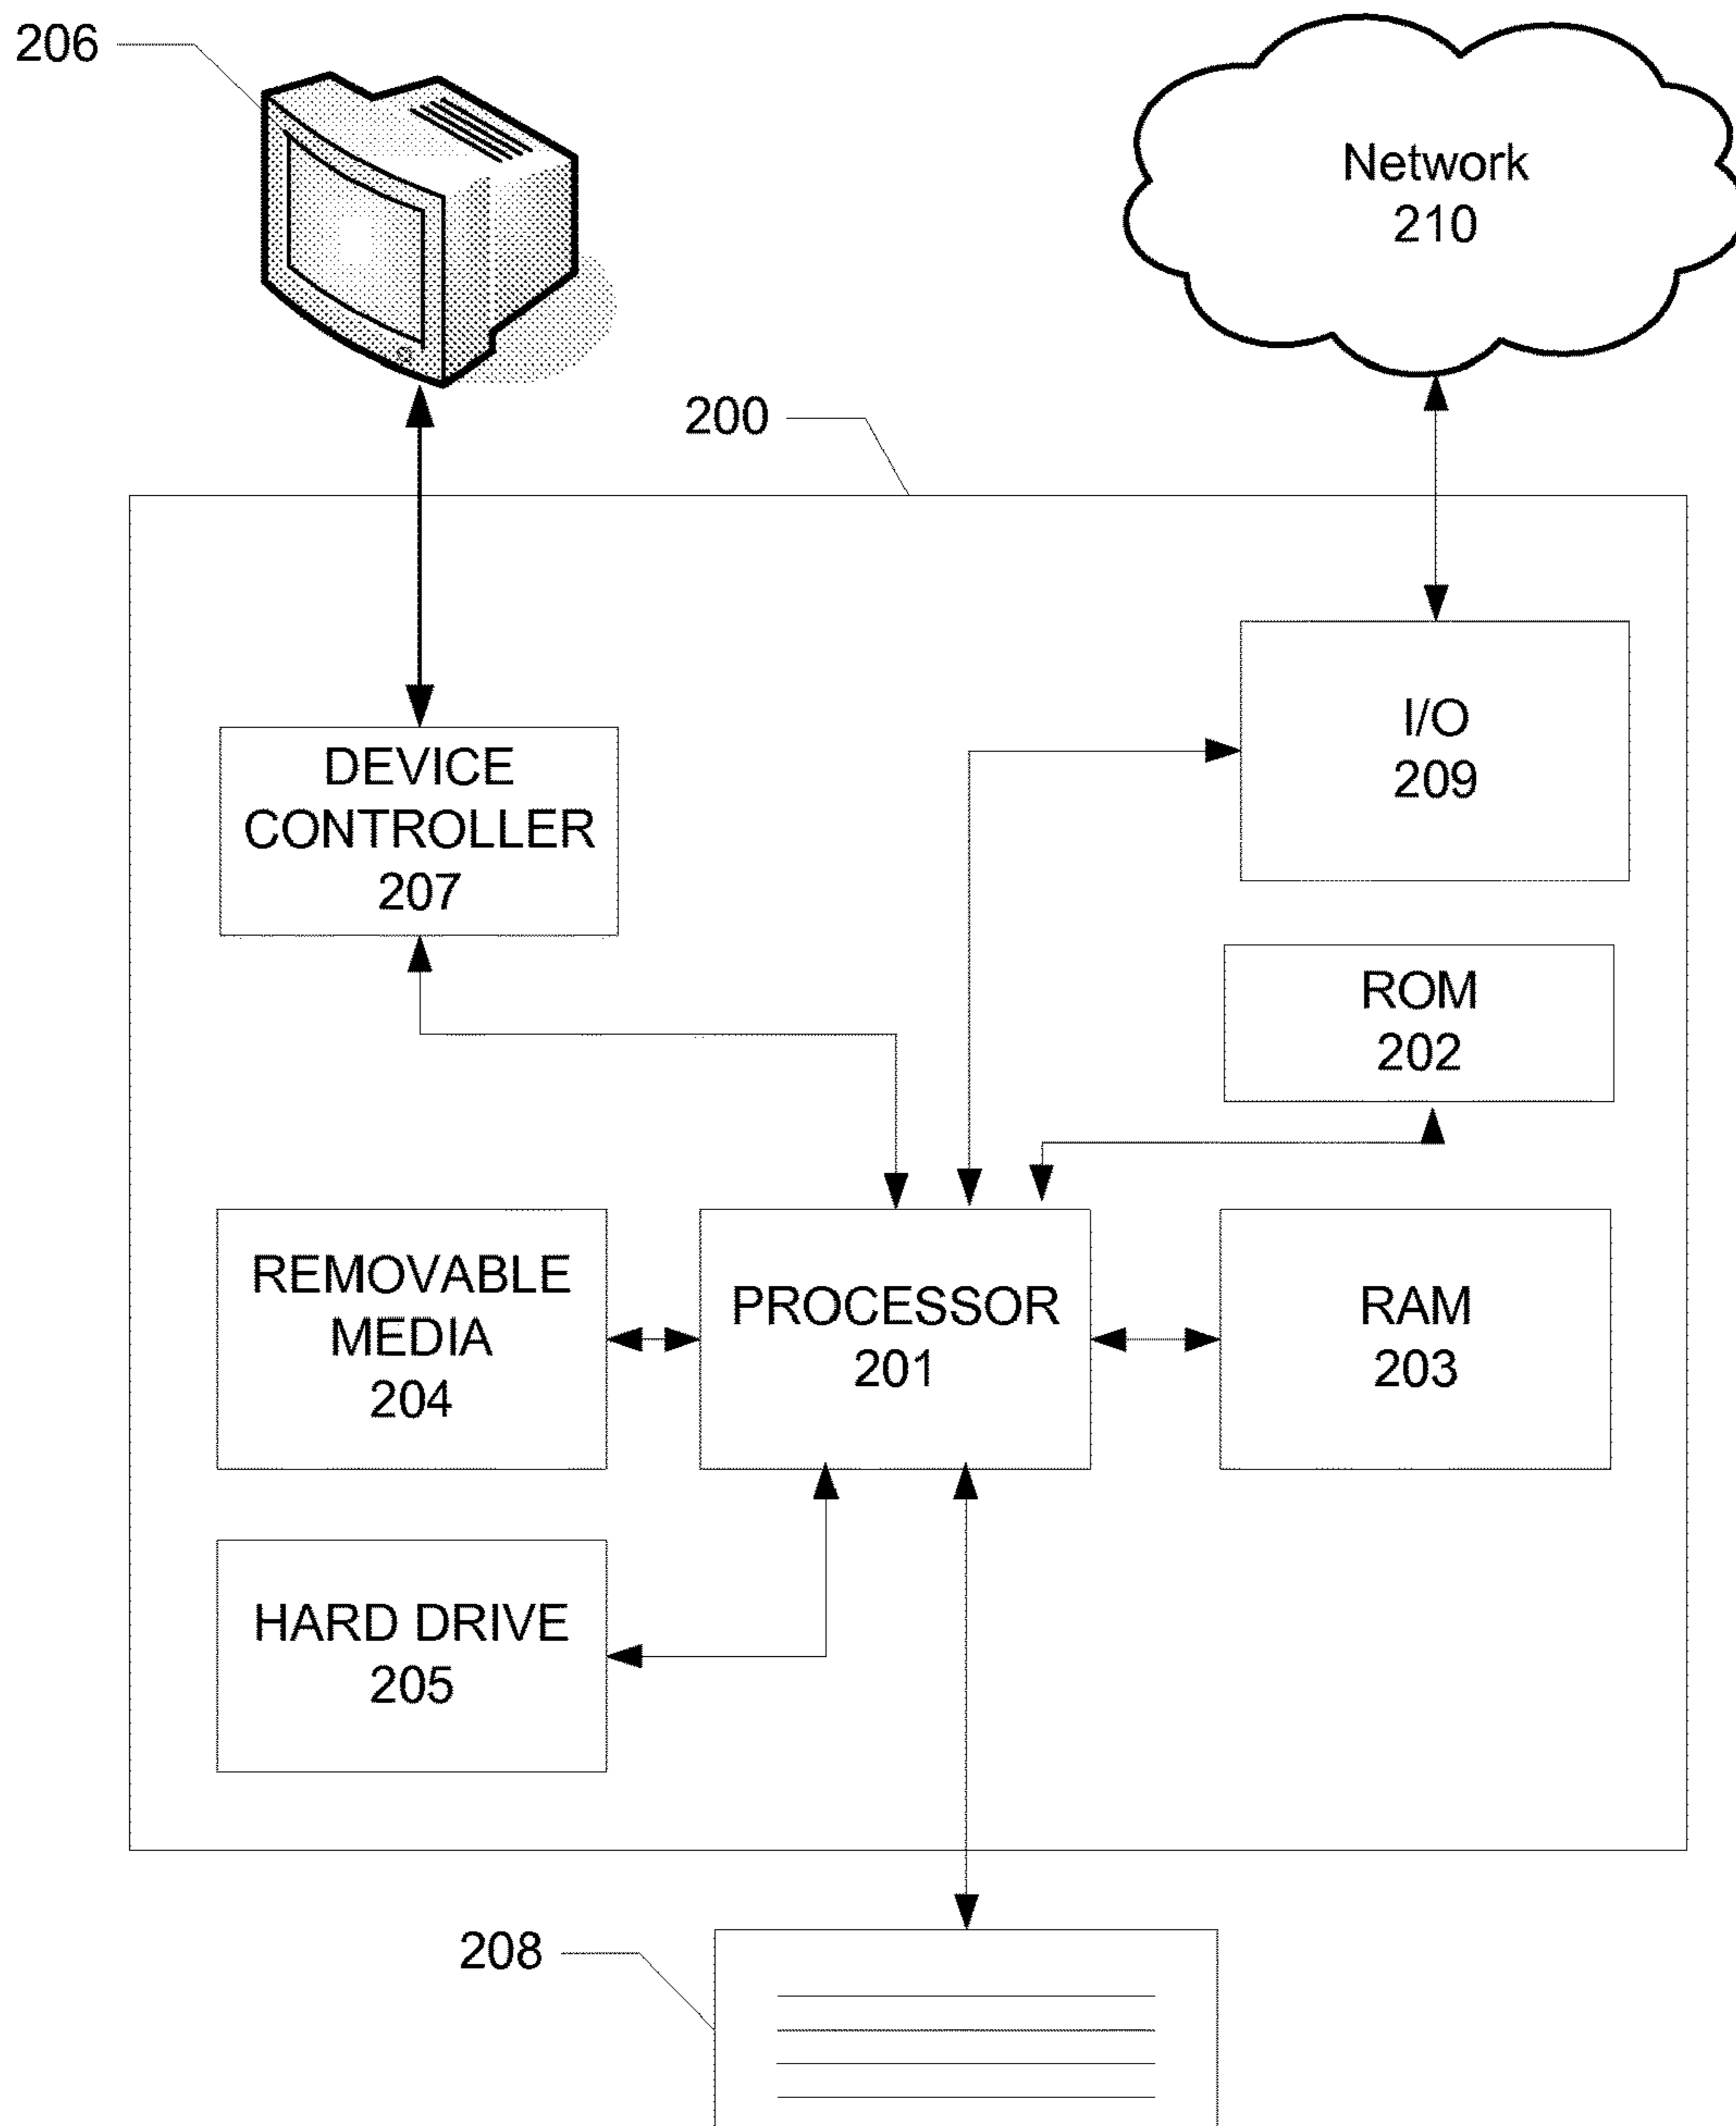 206
Network
210
200
DEVICE
CONTROLLER
207
I/O
209
ROM
202
REMOVABLE
MEDIA
204
PROCESSOR
201
RAM
203
HARD DRIVE
205
208